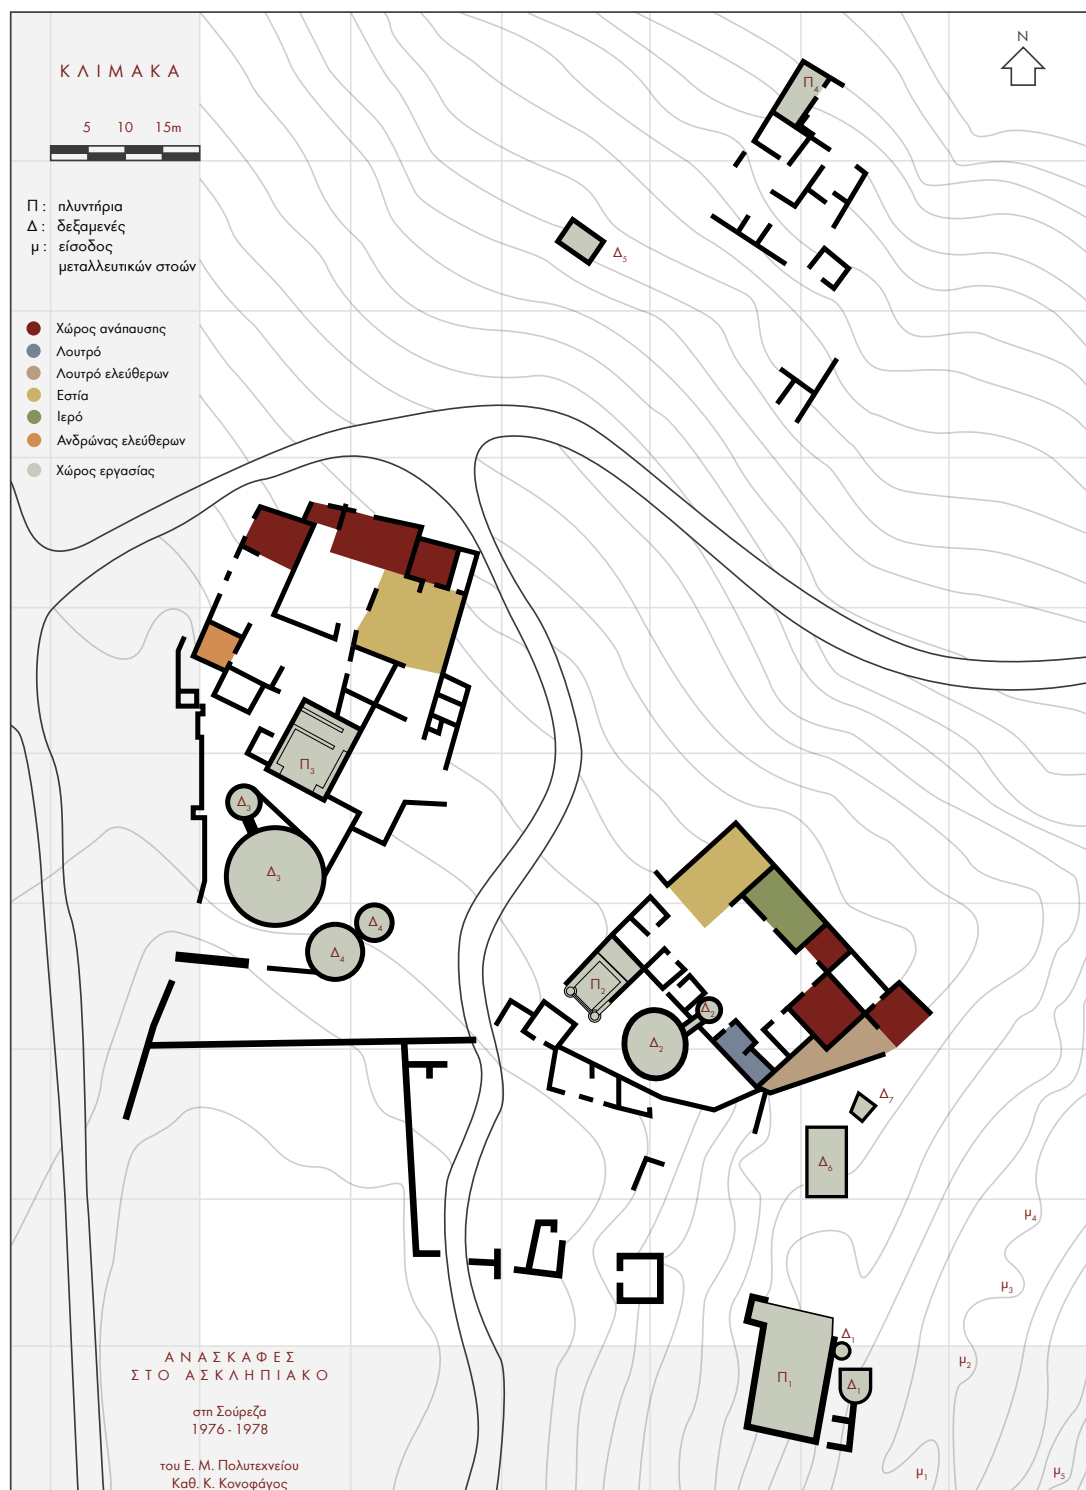 ΚΛΙΜΑΚΑ
N
5 10 15m
Π : πλυντήρια
Δ : δεξαμενές
μ : είσοδος
μεταλλευτικών στοών
Χώρος ανάπαυσης
Λουτρό
Λουτρό ελεύθερων
Εστία
Ιερό
Ανδρώνας ελεύθερων
Χώρος εργασίας
Π4
Δ5
Π3
Δ3
Δ3
Δ4
Δ4
Π2
Δ2
Δ2
Δ7
Δ6
μ4
μ3
Δ1
μ2
Π1
Δ1
μ1
μ5
ΑΝΑΣΚΑΦΕΣ
ΣΤΟ ΑΣΚΛΗΠΙΑΚΟ
στη Σούρεζα
1976 - 1978
του Ε. Μ. Πολυτεχνείου
Καθ. Κ. Κονοφάγος